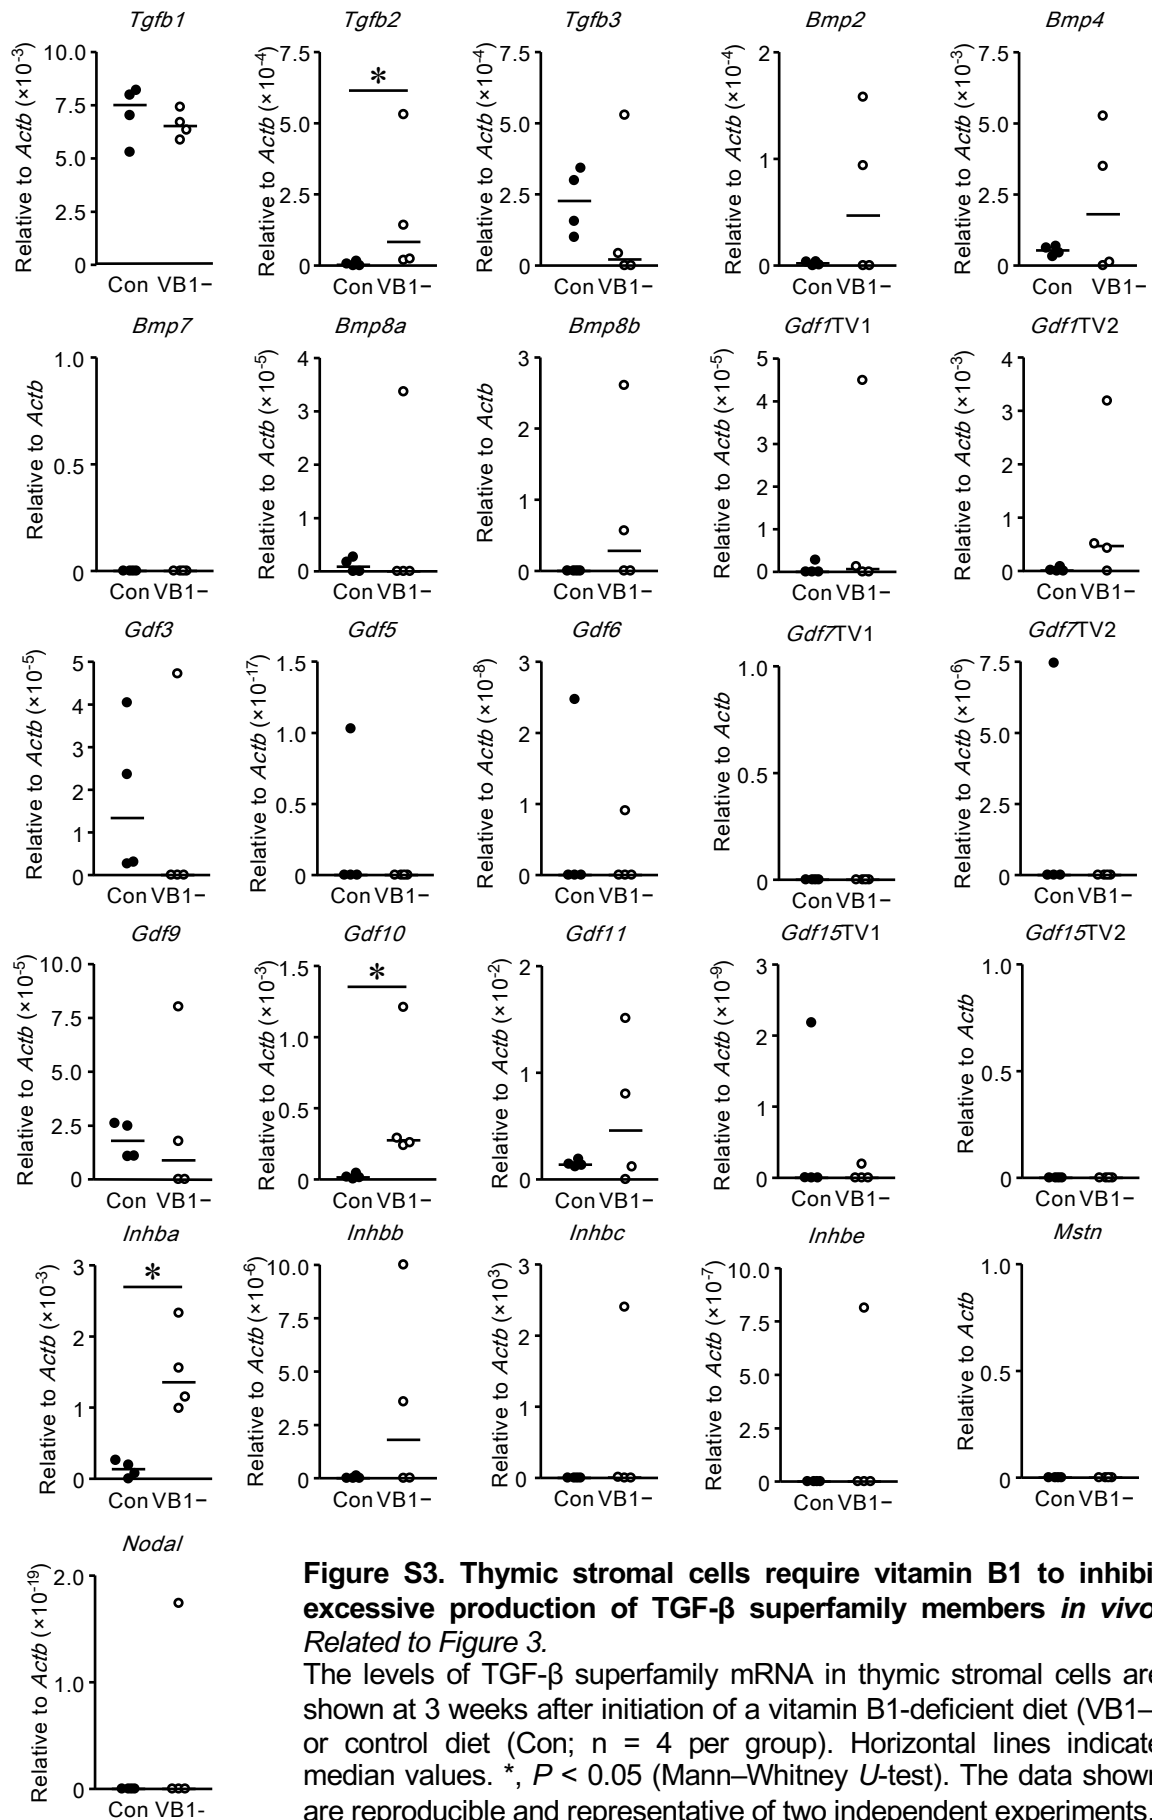 Tgfb1 Tgfb2 Tgfb3 Bmp2 Bmp4
Relative to Actb (×10-3) 10.0 7.5 5.0 2.5 0 Con VB1−
Relative to Actb (×10-4) 7.5 5.0 2.5 0 * Con VB1−
Relative to Actb (×10-4) 7.5 5.0 2.5 0 Con VB1−
Relative to Actb (×10-4) 2 1 0 Con VB1−
Relative to Actb (×10-3) 7.5 5.0 2.5 0 Con VB1−
Bmp7 Bmp8a Bmp8b Gdf1TV1 Gdf1TV2
Relative to Actb 1.0 0.5 0 Con VB1−
Relative to Actb (×10-5) 4 3 2 1 0 Con VB1−
Relative to Actb 3 2 1 0 Con VB1−
Relative to Actb (×10-5) 5 4 3 2 1 0 Con VB1−
Relative to Actb (×10-3) 4 3 2 1 0 Con VB1−
Gdf3 Gdf5 Gdf6 Gdf7TV1 Gdf7TV2
Relative to Actb (×10-5) 5 4 3 2 1 0 Con VB1−
Relative to Actb (×10-17) 1.5 1.0 0.5 0 Con VB1−
Relative to Actb (×10-8) 3 2 1 0 Con VB1−
Relative to Actb 1.0 0.5 0 Con VB1−
Relative to Actb (×10-6) 7.5 5.0 2.5 0 Con VB1−
Gdf9 Gdf10 Gdf11 Gdf15TV1 Gdf15TV2
Relative to Actb (×10-5) 10.0 7.5 5.0 2.5 0 Con VB1−
Relative to Actb (×10-3) 1.5 1.0 0.5 0 * Con VB1−
Relative to Actb (×10-2) 2 1 0 Con VB1−
Relative to Actb (×10-9) 3 2 1 0 Con VB1−
Relative to Actb 1.0 0.5 0 Con VB1−
Inhba Inhbb Inhbc Inhbe Mstn
Relative to Actb (×10-3) 3 2 1 0 * Con VB1−
Relative to Actb (×10-6) 10.0 7.5 5.0 2.5 0 Con VB1−
Relative to Actb (×103) 3 2 1 0 Con VB1−
Relative to Actb (×10-7) 10.0 7.5 5.0 2.5 0 Con VB1−
Relative to Actb 1.0 0.5 0 Con VB1−
Nodal
Relative to Actb (×10-19) 2.0 1.0 0 Con VB1-
Figure S3. Thymic stromal cells require vitamin B1 to inhibi
excessive production of TGF-β superfamily members in vivo
Related to Figure 3.
The levels of TGF-β superfamily mRNA in thymic stromal cells are
shown at 3 weeks after initiation of a vitamin B1-deficient diet (VB1–
or control diet (Con; n = 4 per group). Horizontal lines indicate
median values. *, P < 0.05 (Mann–Whitney U-test). The data shown
are reproducible and representative of two independent experiments.